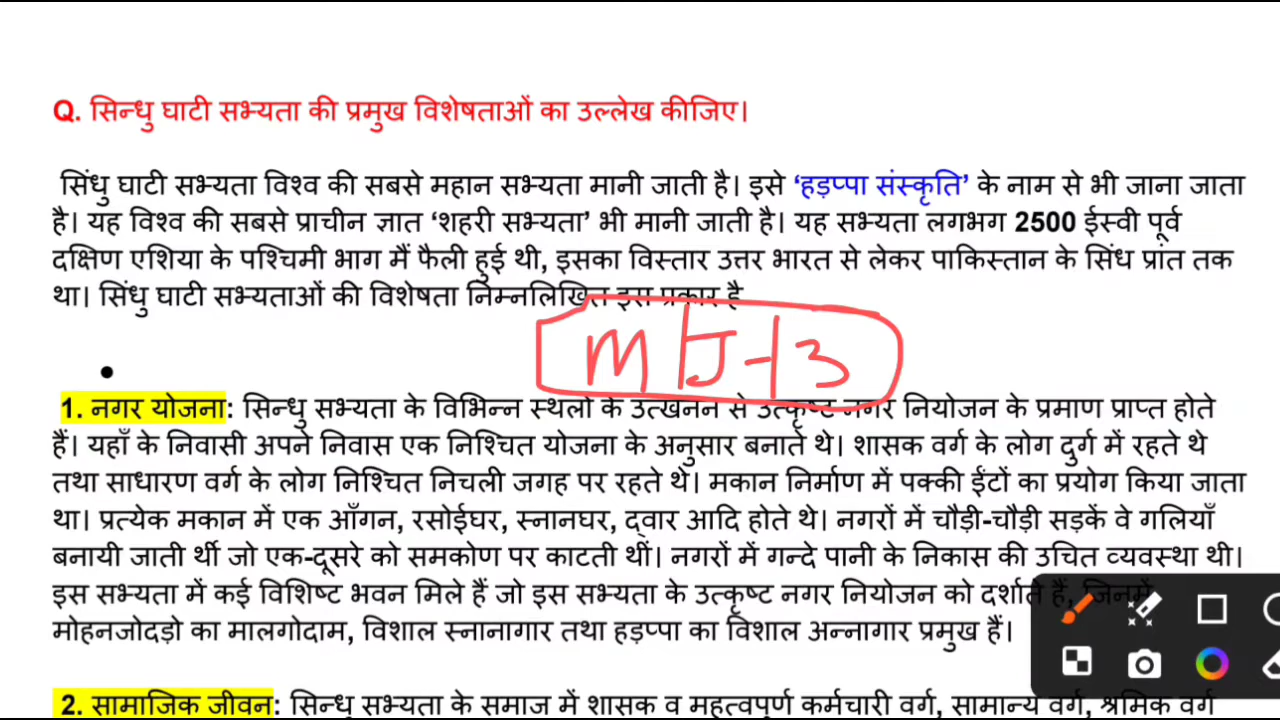 Q. सिन्धु घाटी सभ्यता की प्रमुख विशेषताओं का उल्लेख कीजिए।
सिंधु घाटी सभ्यता विश्व की सबसे महान सभ्यता मानी जाती है। इसे ‘हड़प्पा संस्कृति’ के नाम से भी जाना जाता
है। यह विश्व की सबसे प्राचीन ज्ञात ‘शहरी सभ्यता’ भी मानी जाती है। यह सभ्यता लगभग 2500 ईस्वी पूर्व
दक्षिण एशिया के पश्चिमी भाग मैं फैली हुई थी, इसका विस्तार उत्तर भारत से लेकर पाकिस्तान के सिंध प्रांत तक
था। सिंधु घाटी सभ्यताओं की विशेषता निम्नलिखित इस प्रकार है
MJ-3
1. नगर योजना: सिन्धु सभ्यता के विभिन्न स्थलों के उत्खनन से उत्कृष्ट नगर नियोजन के प्रमाण प्राप्त होते
हैं। यहाँ के निवासी अपने निवास एक निश्चित योजना के अनुसार बनाते थे। शासक वर्ग के लोग दुर्ग में रहते थे
तथा साधारण वर्ग के लोग निश्चित निचली जगह पर रहते थे। मकान निर्माण में पक्की ईंटों का प्रयोग किया जाता
था। प्रत्येक मकान में एक आँगन, रसोईघर, स्नानघर, द्वार आदि होते थे। नगरों में चौड़ी-चौड़ी सड़कें वे गलियाँ
बनायी जाती र्थी जो एक-दूसरे को समकोण पर काटती थीं। नगरों में गन्दे पानी के निकास की उचित व्यवस्था थी।
इस सभ्यता में कई विशिष्ट भवन मिले हैं जो इस सभ्यता के उत्कृष्ट नगर नियोजन को दर्शाते हैं, जिनमें
मोहनजोदड़ो का मालगोदाम, विशाल स्नानागार तथा हड़प्पा का विशाल अन्नागार प्रमुख हैं।
2. सामाजिक जीवन: सिन्धु सभ्यता के समाज में शासक व महत्वपूर्ण कर्मचारी वर्ग, सामान्य वर्ग, श्रमिक वर्ग